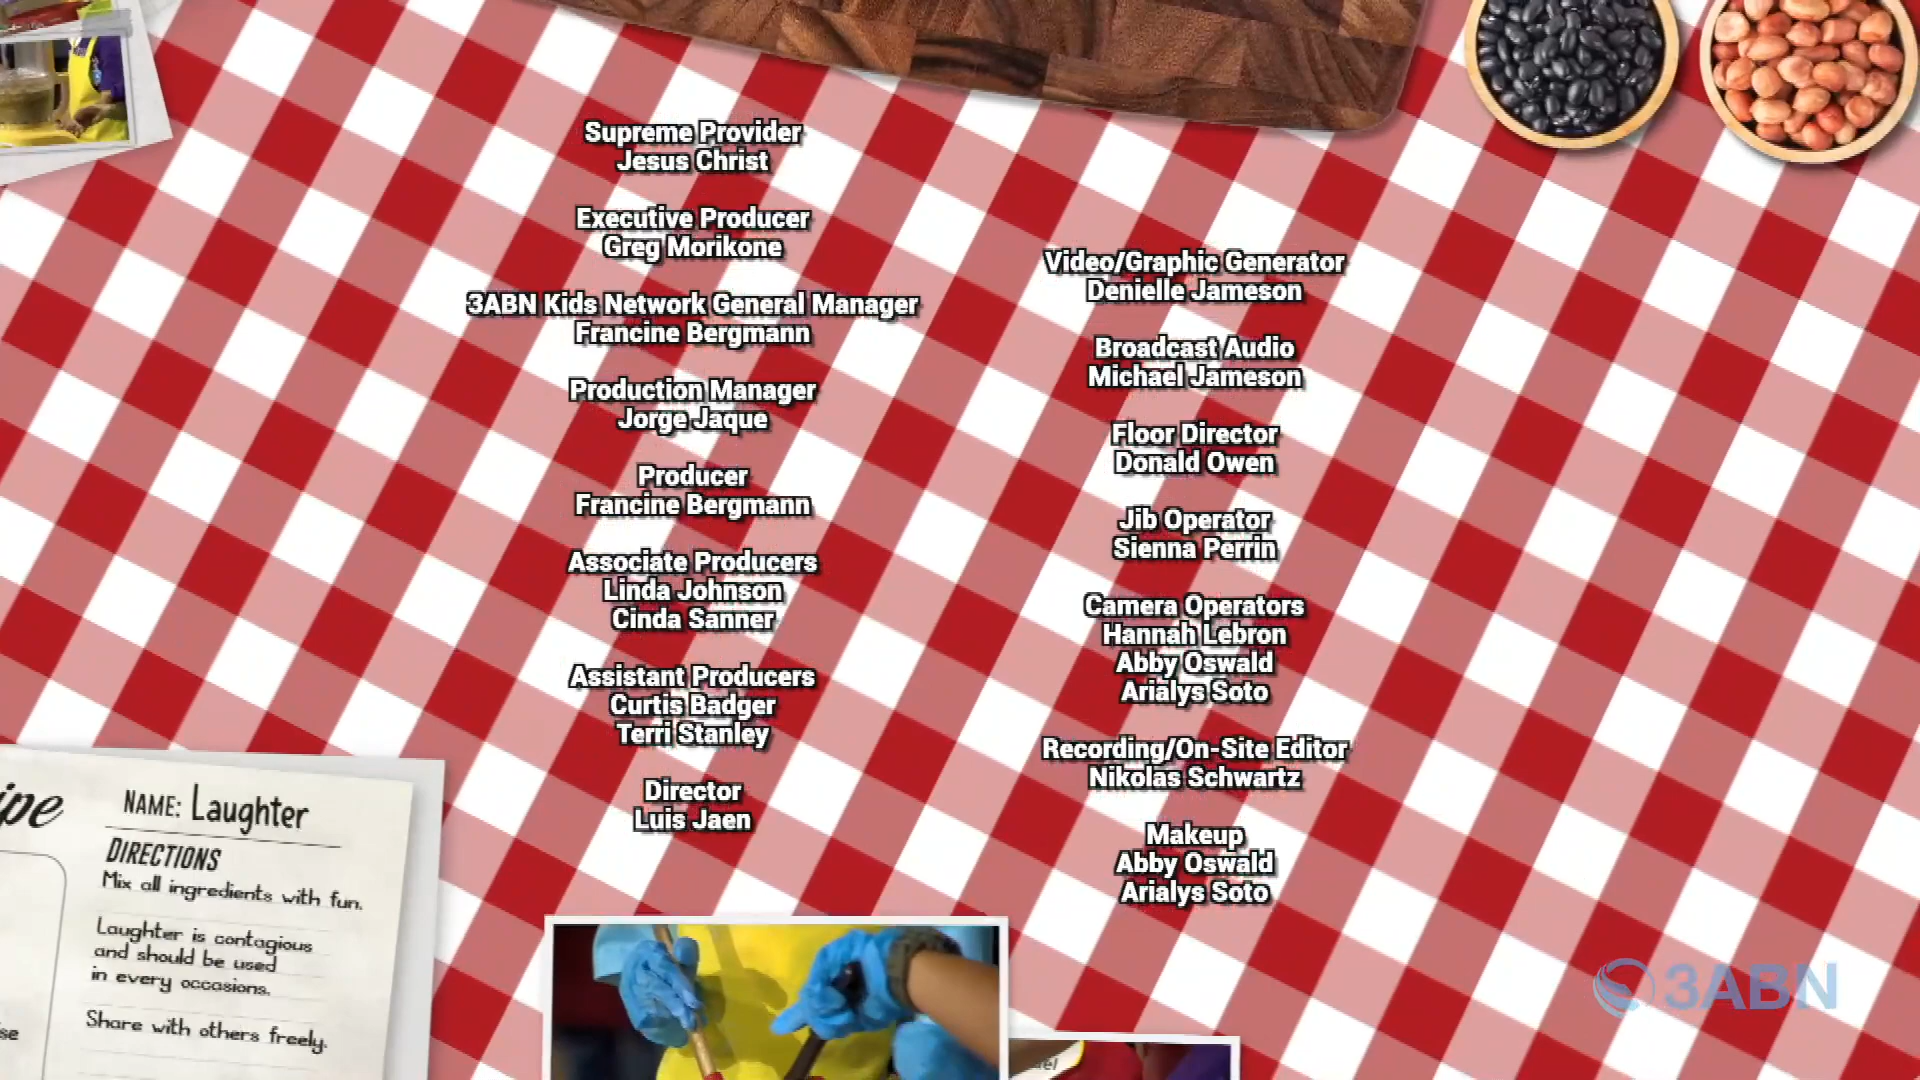 Supreme Provider
Jesus Christ
Executive Producer
Greg Morikone
3ABN Kids Network General Manager
Francine Bergmann
Production Manager
Jorge Jaque
Producer
Francine Bergmann
Associate Producers
Linda Johnson
Cinda Sanner
Assistant Producers
Curtis Badger
Terri Stanley
Director
Luis Jaen
Video/Graphic Generator
Denielle Jameson
Broadcast Audio
Michael Jameson
Floor Director
Donald Owen
Jib Operator
Sienna Perrin
Camera Operators
Hannah Lebron
Abby Oswald
Arialys Soto
Recording/On-Site Editor
Nikolas Schwartz
Makeup
Abby Oswald
Arialys Soto
NAME: Laughter
DIRECTIONS
Mix all ingredients with fun.
Laughter is contagious
and should be used
in every occasions.
Share with others freely.
3ABN